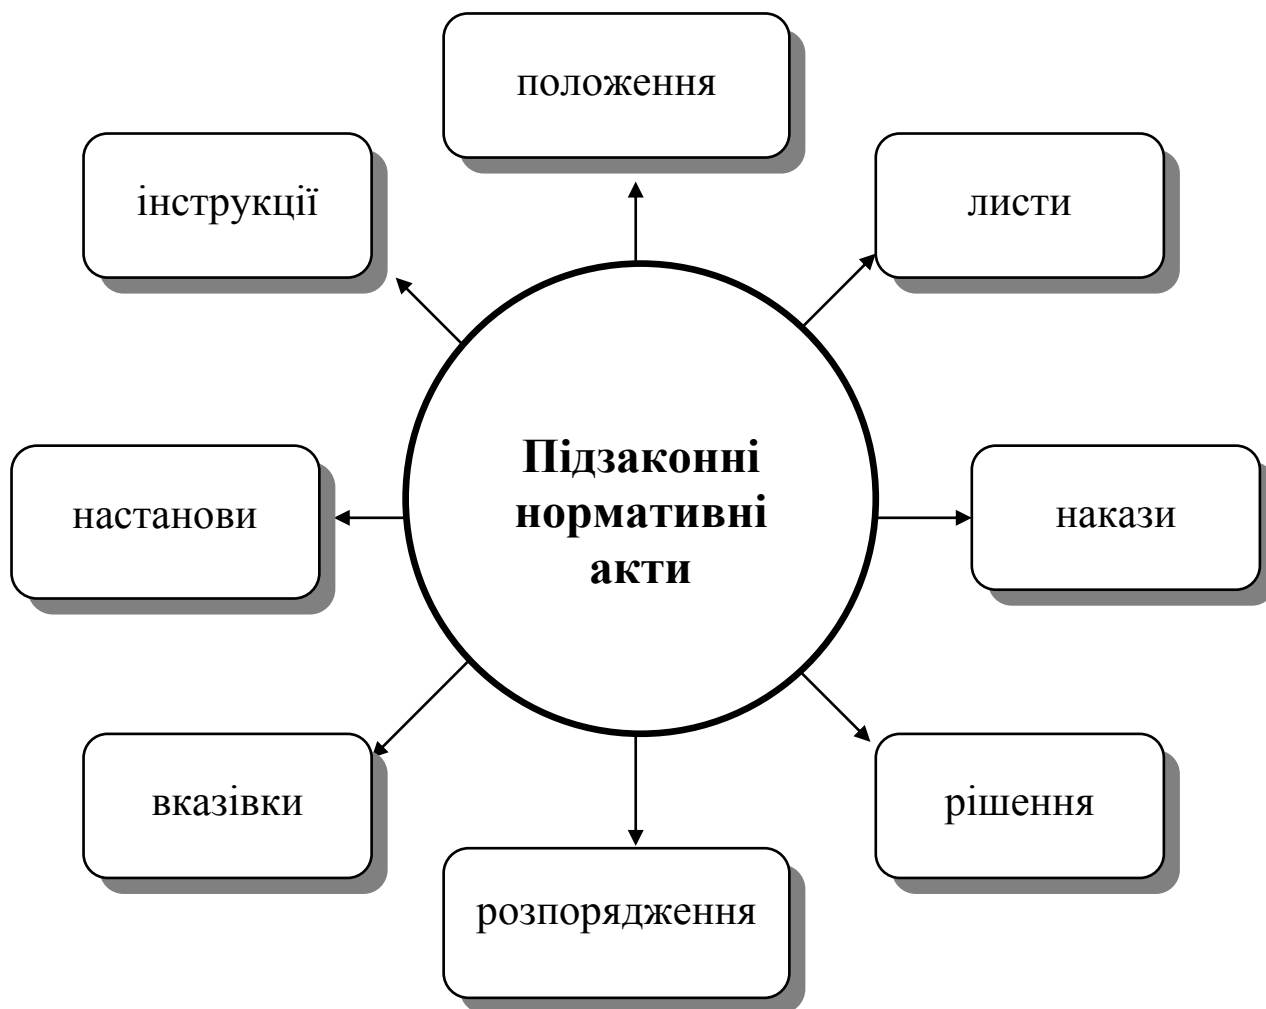 положення
інструкції
листи
Підзаконні
нормативні
акти
настанови
накази
вказівки
рішення
розпорядження